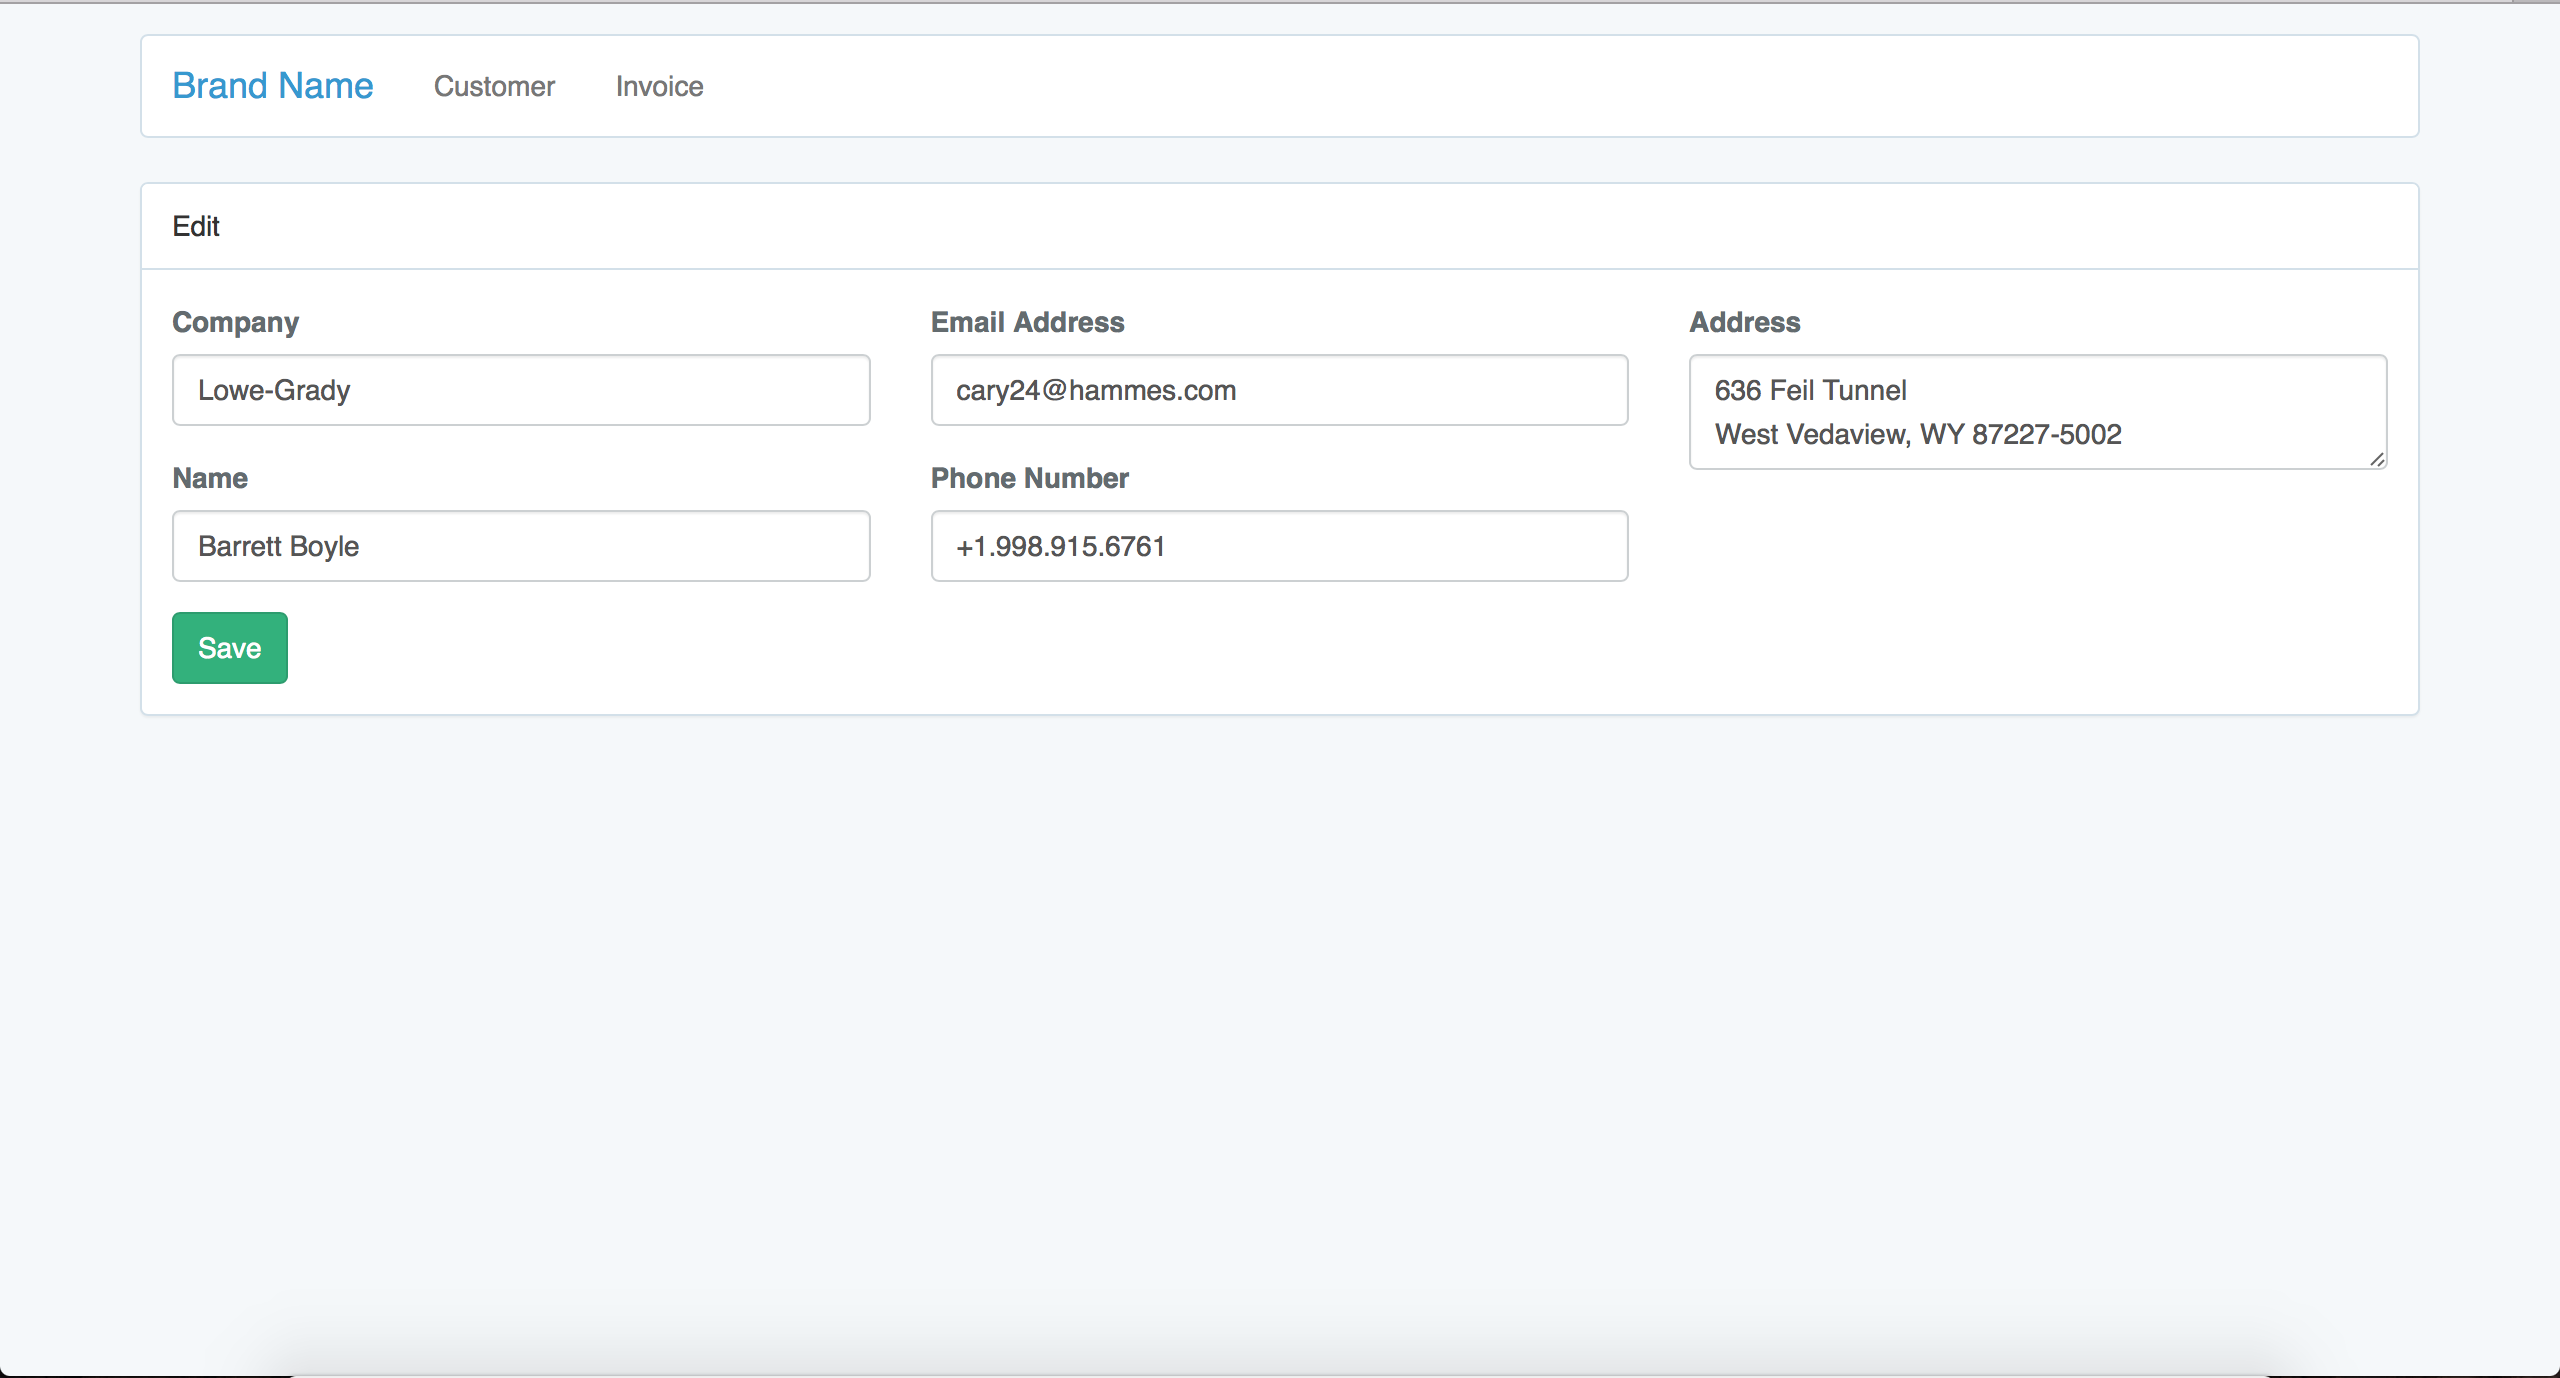 Brand Name Customer Invoice
Edit
Company
Lowe-Grady
Email Address
cary24@hammes.com
Address
636 Feil Tunnel
West Vedaview, WY 87227-5002
Name
Barrett Boyle
Phone Number
+1.998.915.6761
Save